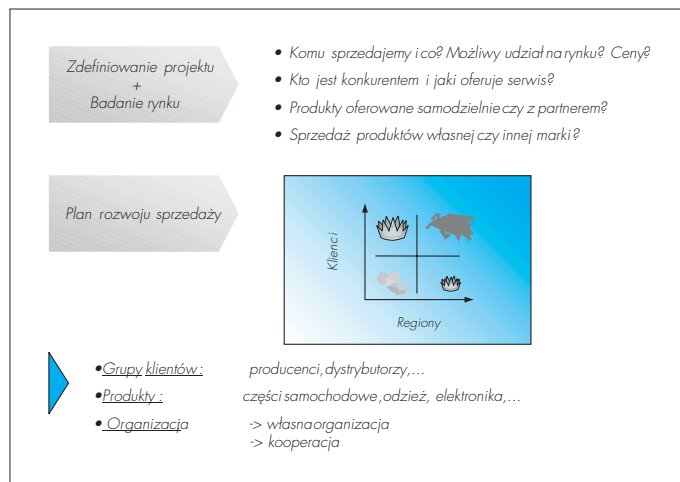 Zdefiniowanie projektu
+
Badanie rynku
• Komu sprzedajemy i co? Możliwy udział na rynku? Ceny?
• Kto jest konkurentem i jaki oferuje serwis?
• Produkty oferowane samodzielnie czy z partnerem?
• Sprzedaż produktów własnej czy innej marki?
Plan rozwoju sprzedaży
Klienci
Regiony
• Grupy klientów: producenci, dystrybutorzy,...
• Produkty: części samochodowe, odzież, elektronika,...
• Organizacja -> własna organizacja
-> kooperacja